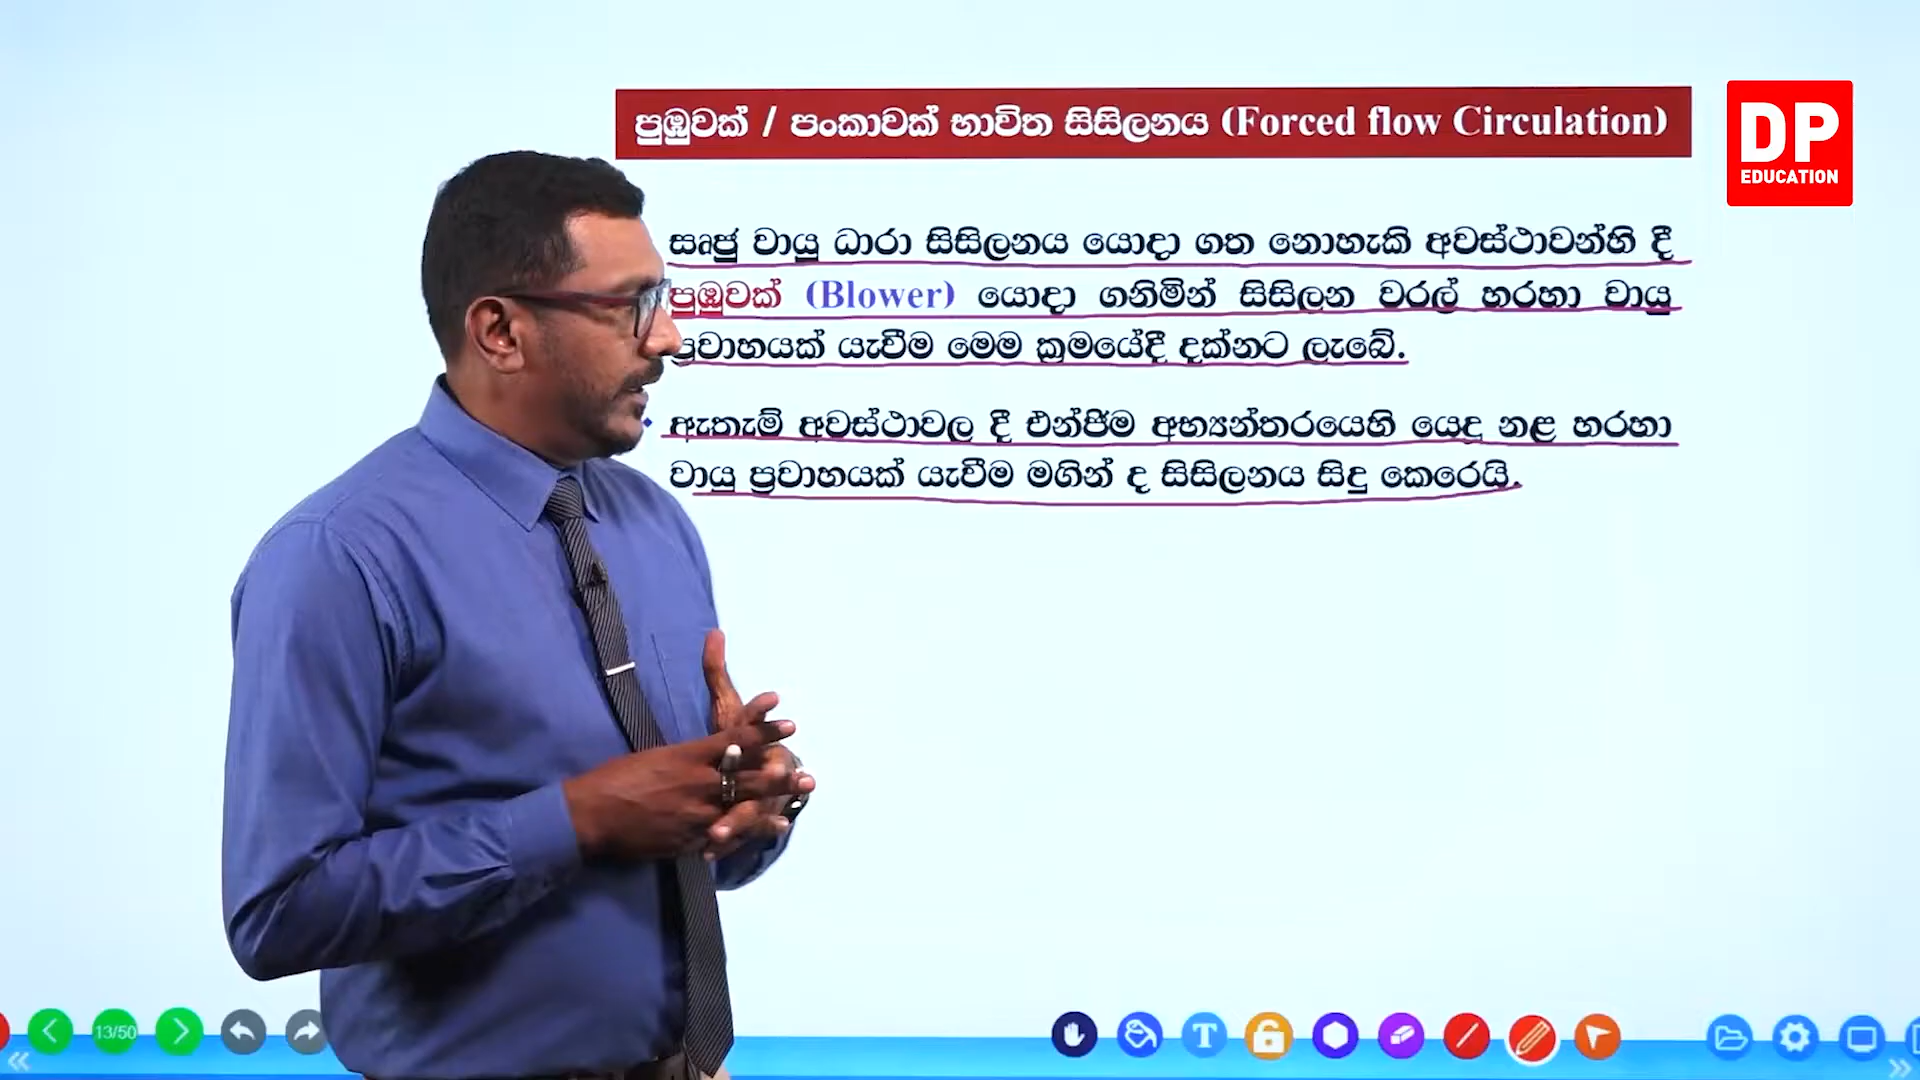 පුඹුවක් / පංකාවක් භාවිත සිසිලනය (Forced flow Circulation)
DP
EDUCATION
සෘජු වායු ධාරා සිසිලනය යොදා ගත නොහැකි අවස්ථාවන්හි දී
පුඹුවක් (Blower) යොදා ගනිමින් සිසිලන වරල් හරහා වායු
ප්‍රවාහයක් යැවීම මෙම ක්‍රමයේදී දක්නට ලැබේ.
ඇතැම් අවස්ථාවල දී එන්ජිම අභ්‍යන්තරයෙහි යෙදූ නළ හරහා
වායු ප්‍රවාහයක් යැවීම මගින් ද සිසිලනය සිදු කෙරෙයි.
13/50
T